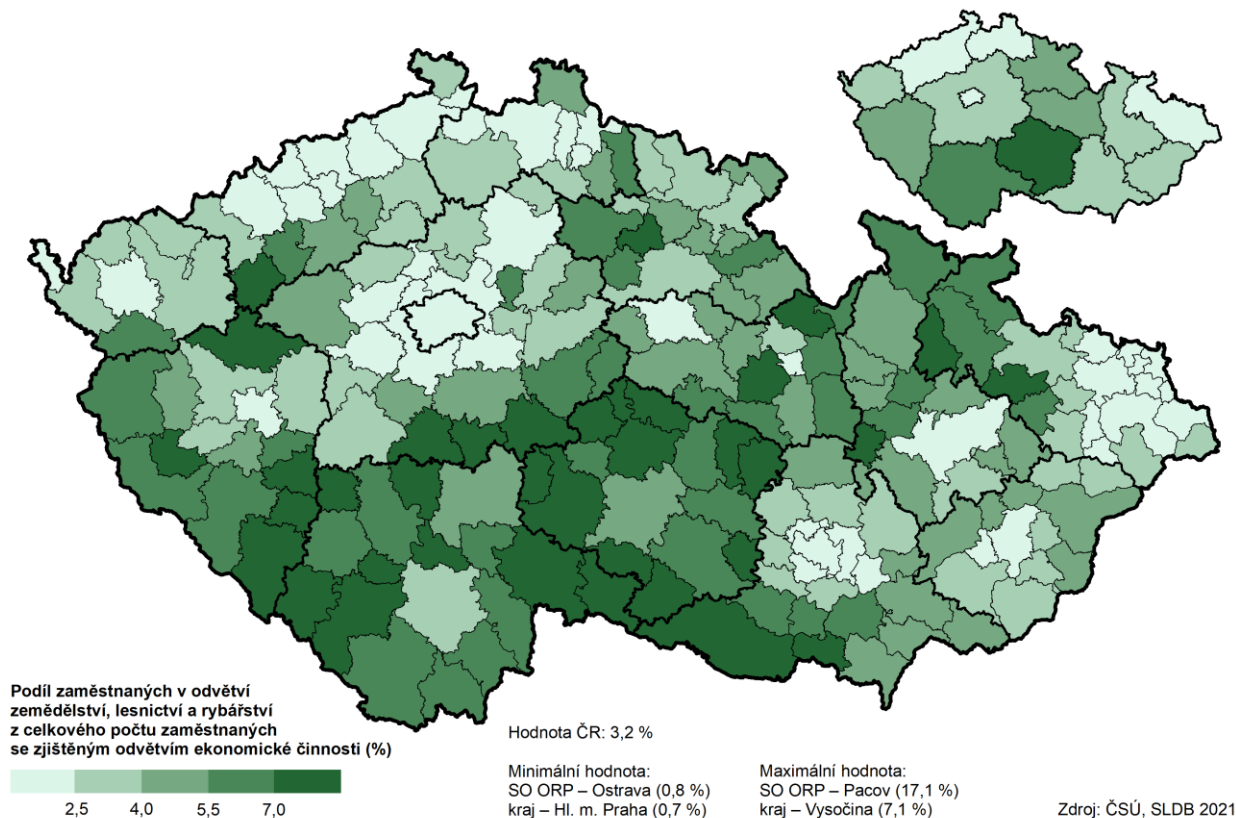 Podíl zaměstnaných v odvětví
zemědělství, lesnictví a rybářství
z celkového počtu zaměstnaných
se zjištěným odvětvím ekonomické činnosti (%)
2,5 4,0 5,5 7,0
Hodnota ČR: 3,2 %
Minimální hodnota:
SO ORP – Ostrava (0,8 %)
kraj – Hl. m. Praha (0,7 %)
Maximální hodnota:
SO ORP – Pacov (17,1 %)
kraj – Vysočina (7,1 %)
Zdroj: ČSÚ, SLDB 2021